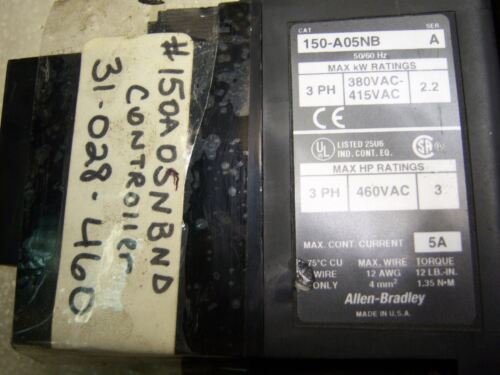 #150A05NBND
CONTROLLER
31-028-460
CAT SER.
150-A05NB A
50/60 Hz
MAX kW RATINGS
3 PH 380VAC-415VAC 2.2
CE
UL LISTED 25U6
IND. CONT. EQ.
MAX HP RATINGS
3 PH 460VAC 3
MAX. CONT. CURRENT 5A
75°C CU MAX. WIRE TORQUE
WIRE 12 AWG 12 LB.-IN.
ONLY 4 mm² 1.35 N•M
Allen-Bradley
MADE IN U.S.A.